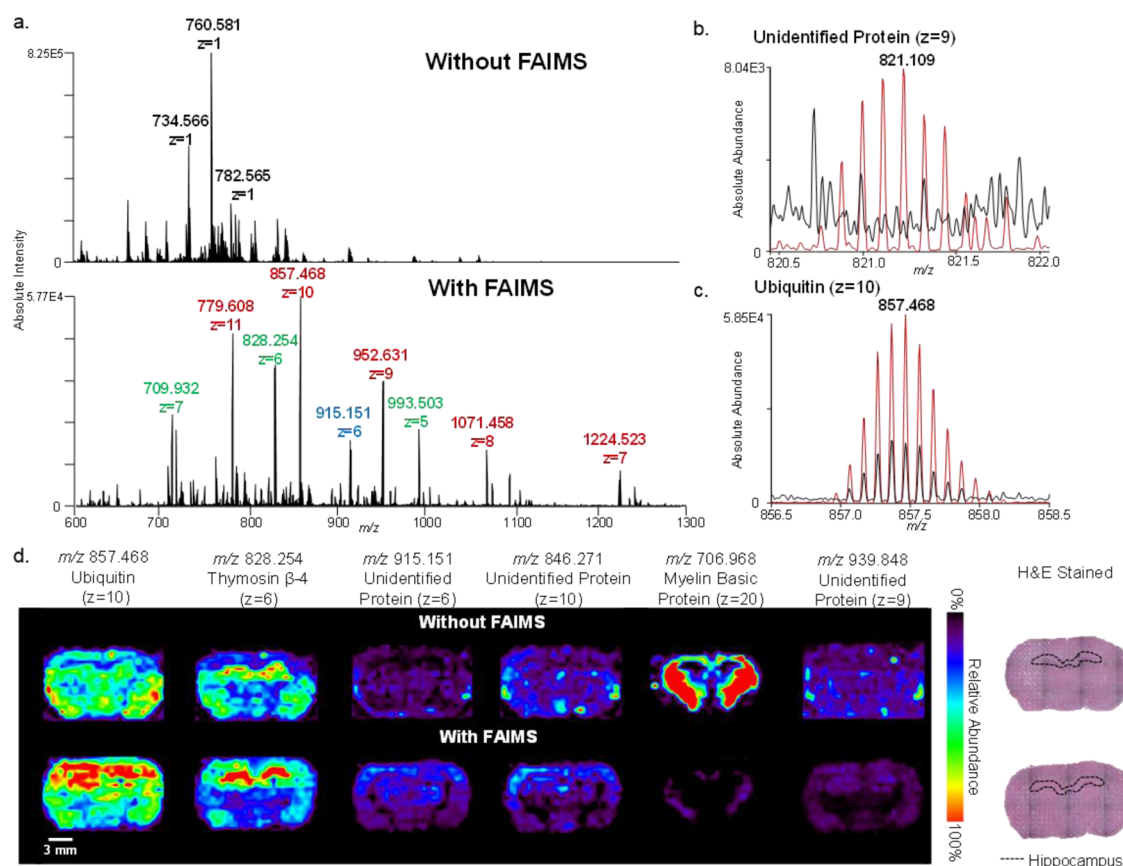 a.
760.581
z=1
8.25E5
Without FAIMS
734.566
z=1
782.565
z=1
0
857.468
z=10
5.77E4
With FAIMS
779.608
z=11
828.254
z=6
952.631
z=9
709.932
z=7
915.151
z=6
993.503
z=5
1071.458
z=8
1224.523
z=7
0
Absolute Intensity
600 700 800 900 1000 1100 1200 1300
m/z
b.
Unidentified Protein (z=9)
821.109
8.04E3
Absolute Abundance
0
820.5 821.0 821.5 822.0
m/z
c.
Ubiquitin (z=10)
857.468
5.85E4
Absolute Abundance
0
856.5 857.0 857.5 858.0 858.5
m/z
d.
m/z 857.468
Ubiquitin
(z=10)
m/z 828.254
Thymosin β-4
(z=6)
m/z 915.151
Unidentified
Protein (z=6)
m/z 846.271
Unidentified Protein
(z=10)
m/z 706.968
Myelin Basic
Protein (z=20)
m/z 939.848
Unidentified
Protein (z=9)
Without FAIMS
With FAIMS
3 mm
0%
Relative Abundance
100%
H&E Stained
Hippocampus